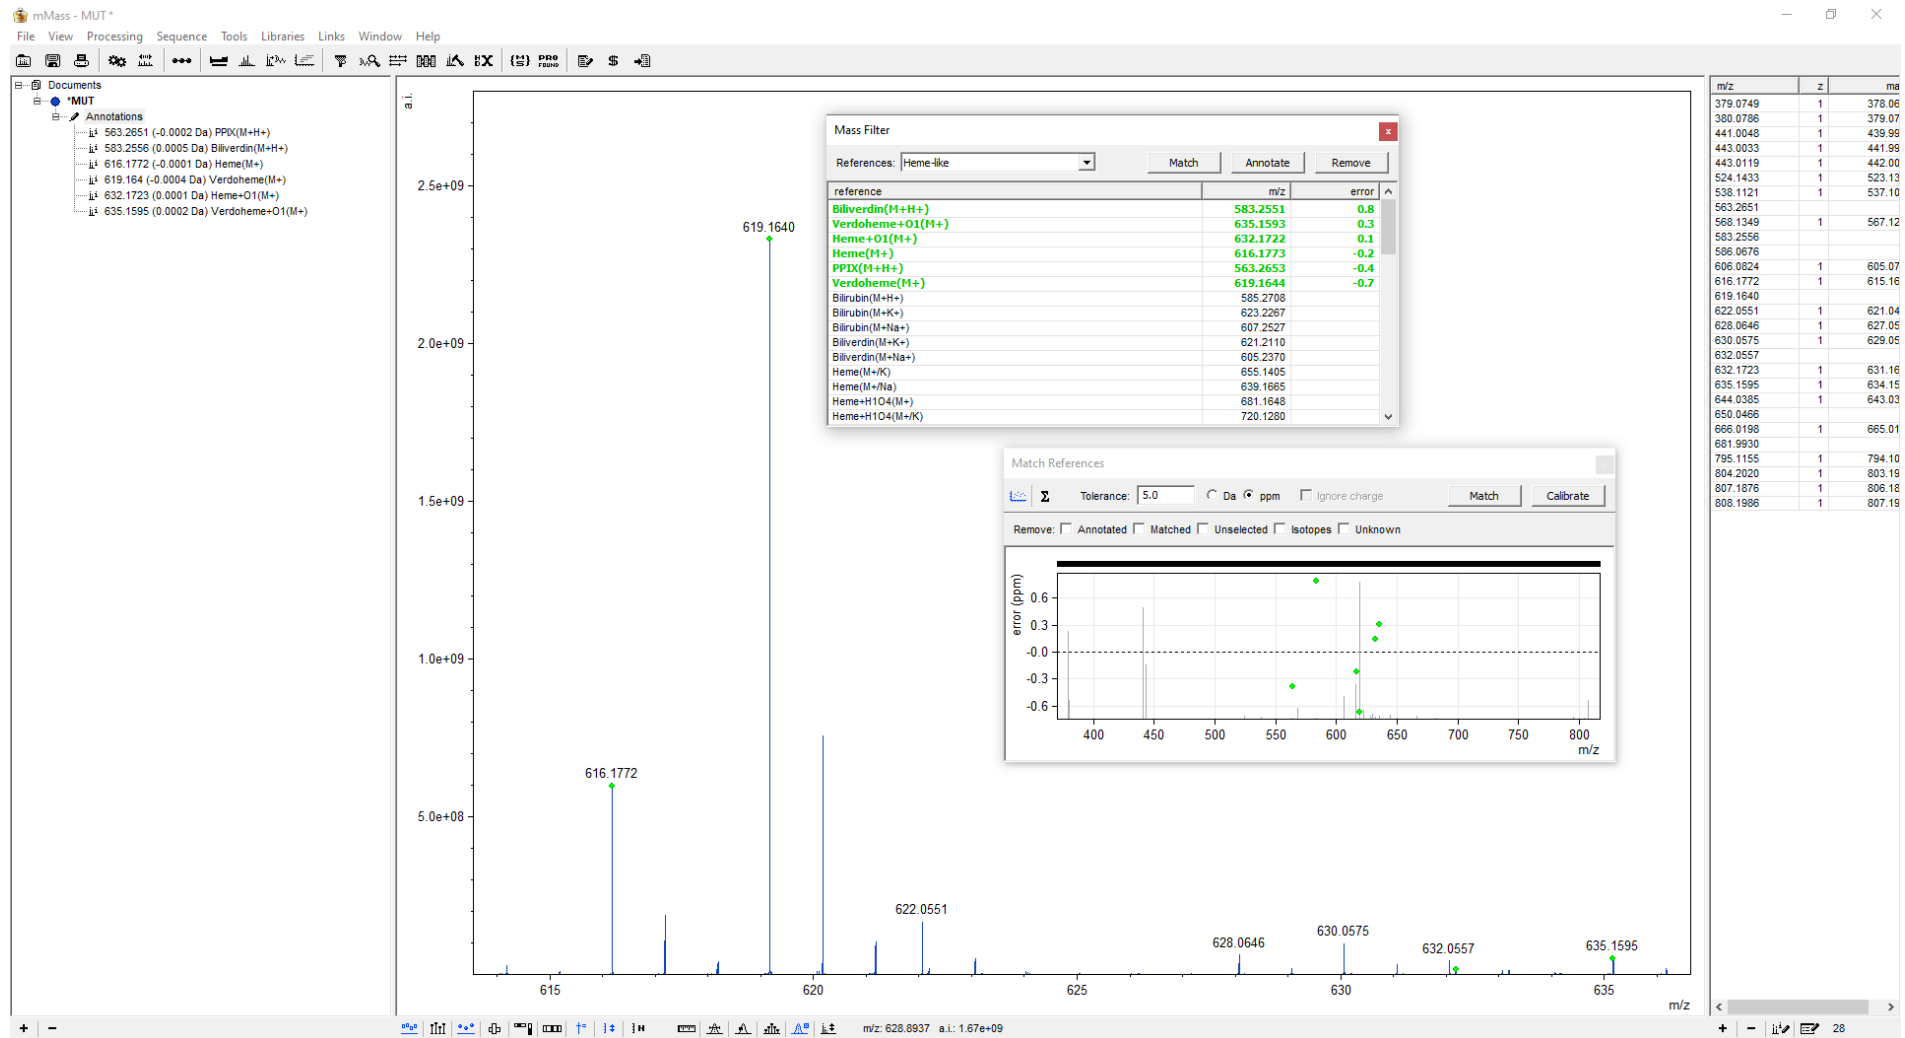 mMass - MUT*
File View Processing Sequence Tools Libraries Links Window Help
Documents
*MUT
Annotations
563.2651 (-0.0002 Da) PPIX(M+H+)
583.2556 (0.0005 Da) Biliverdin(M+H+)
616.1772 (-0.0001 Da) Heme(M+)
619.164 (-0.0004 Da) Verdoheme(M+)
632.1723 (0.0001 Da) Heme+O1(M+)
635.1595 (0.0002 Da) Verdoheme+O1(M+)
a.i.
2.5e+09
2.0e+09
1.5e+09
1.0e+09
5.0e+08
619.1640
616.1772
622.0551
628.0646
630.0575
632.0557
635.1595
615 620 625 630 635
m/z
Mass Filter
References: Heme-like Match Annotate Remove
reference m/z error
Biliverdin(M+H+) 583.2551 0.8
Verdoheme+O1(M+) 635.1593 0.3
Heme+O1(M+) 632.1722 0.1
Heme(M+) 616.1773 -0.2
PPIX(M+H+) 563.2653 -0.4
Verdoheme(M+) 619.1644 -0.7
Bilirubin(M+H+) 585.2708
Bilirubin(M+K+) 623.2267
Bilirubin(M+Na+) 607.2527
Biliverdin(M+K+) 621.2110
Biliverdin(M+Na+) 605.2370
Heme(M+/K) 655.1405
Heme(M+/Na) 639.1665
Heme+H1O4(M+) 681.1648
Heme+H1O4(M+/K) 720.1280
Match References
Σ Tolerance: 5.0 Da ppm Ignore charge Match Calibrate
Remove: Annotated Matched Unselected Isotopes Unknown
error (ppm)
0.6
0.3
-0.0
-0.3
-0.6
400 450 500 550 600 650 700 750 800
m/z
m/z z ma
379.0749 1 378.06
380.0786 1 379.07
441.0048 1 439.99
443.0033 1 441.99
443.0119 1 442.00
524.1433 1 523.13
538.1121 1 537.10
563.2651
568.1349 1 567.12
583.2556
586.0676
606.0824 1 605.07
616.1772 1 615.16
619.1640
622.0551 1 621.04
628.0646 1 627.05
630.0575 1 629.05
632.0557
632.1723 1 631.16
635.1595 1 634.15
644.0385 1 643.03
650.0466
666.0198 1 665.01
681.9930
795.1155 1 794.10
804.2020 1 803.19
807.1876 1 806.18
808.1986 1 807.19
m/z: 628.8937 a.i.: 1.67e+09
28